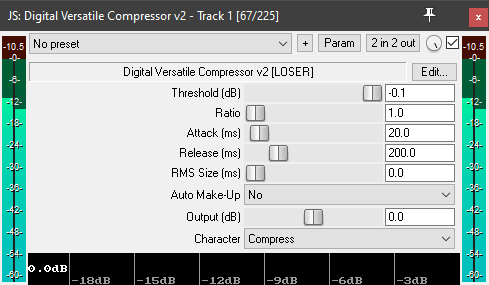 JS: Digital Versatile Compressor v2 - Track 1 [67/225]
-10.5 No preset + Param 2 in 2 out -10.5
-0- -0-
Digital Versatile Compressor v2 [LOSER] Edit...
-6- -6-
Threshold (dB) -0.1
-12- -12-
Ratio 1.0
-18- -18-
Attack (ms) 20.0
-24- -24-
Release (ms) 200.0
-30- -30-
RMS Size (ms) 0.0
-36- -36-
Auto Make-Up No
-42- -42-
Output (dB) 0.0
-48- -48-
Character Compress
-54- -54-
0.0dB
-60- -18dB -15dB -12dB -9dB -6dB -3dB -60-